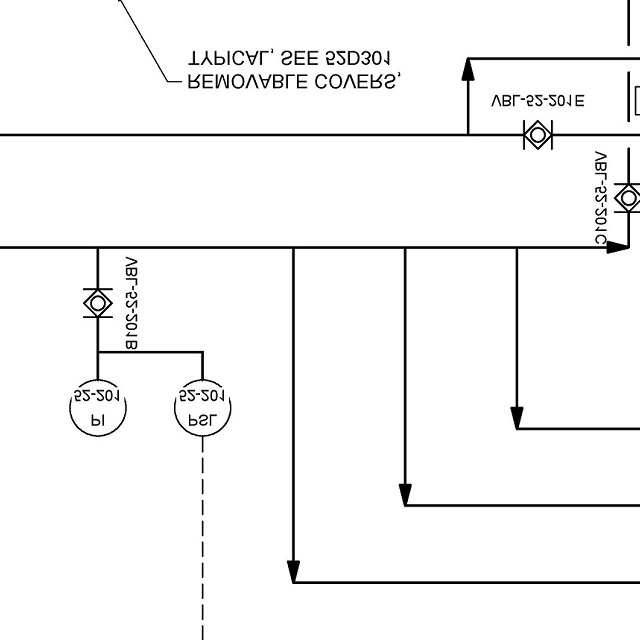 REMOVABLE COVERS,
TYPICAL, SEE 52D301
VBL-52-201E
VBL-52-201C
VBL-52-201B
PI
52-201
PSL
52-201